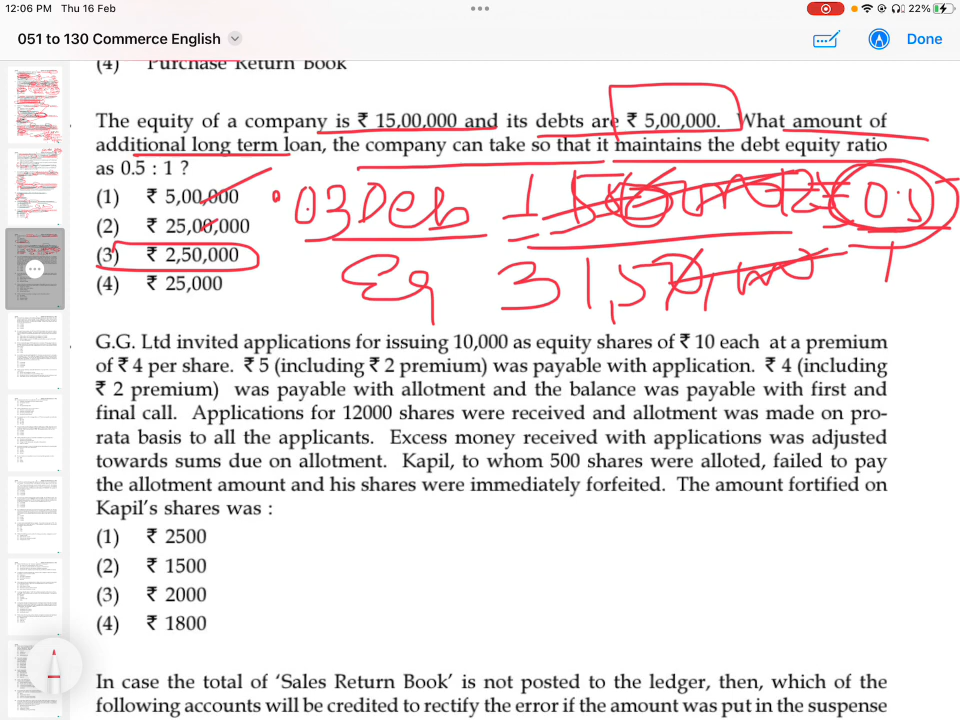 12:06 PM Thu 16 Feb
22%
051 to 130 Commerce English
Done
(4) Purchase Return Book
The equity of a company is ₹ 15,00,000 and its debts are ₹ 5,00,000. What amount of
additional long term loan, the company can take so that it maintains the debt equity ratio
as 0.5 : 1 ?
(1) ₹ 5,00,000
(2) ₹ 25,00,000
(3) ₹ 2,50,000
(4) ₹ 25,000
03 Deb 1
0.5
Eq 3
1
G.G. Ltd invited applications for issuing 10,000 as equity shares of ₹ 10 each at a premium
of ₹ 4 per share. ₹ 5 (including ₹ 2 premium) was payable with application. ₹ 4 (including
₹ 2 premium) was payable with allotment and the balance was payable with first and
final call. Applications for 12000 shares were received and allotment was made on pro-
rata basis to all the applicants. Excess money received with applications was adjusted
towards sums due on allotment. Kapil, to whom 500 shares were alloted, failed to pay
the allotment amount and his shares were immediately forfeited. The amount fortified on
Kapil's shares was :
(1) ₹ 2500
(2) ₹ 1500
(3) ₹ 2000
(4) ₹ 1800
In case the total of 'Sales Return Book' is not posted to the ledger, then, which of the
following accounts will be credited to rectify the error if the amount was put in the suspense